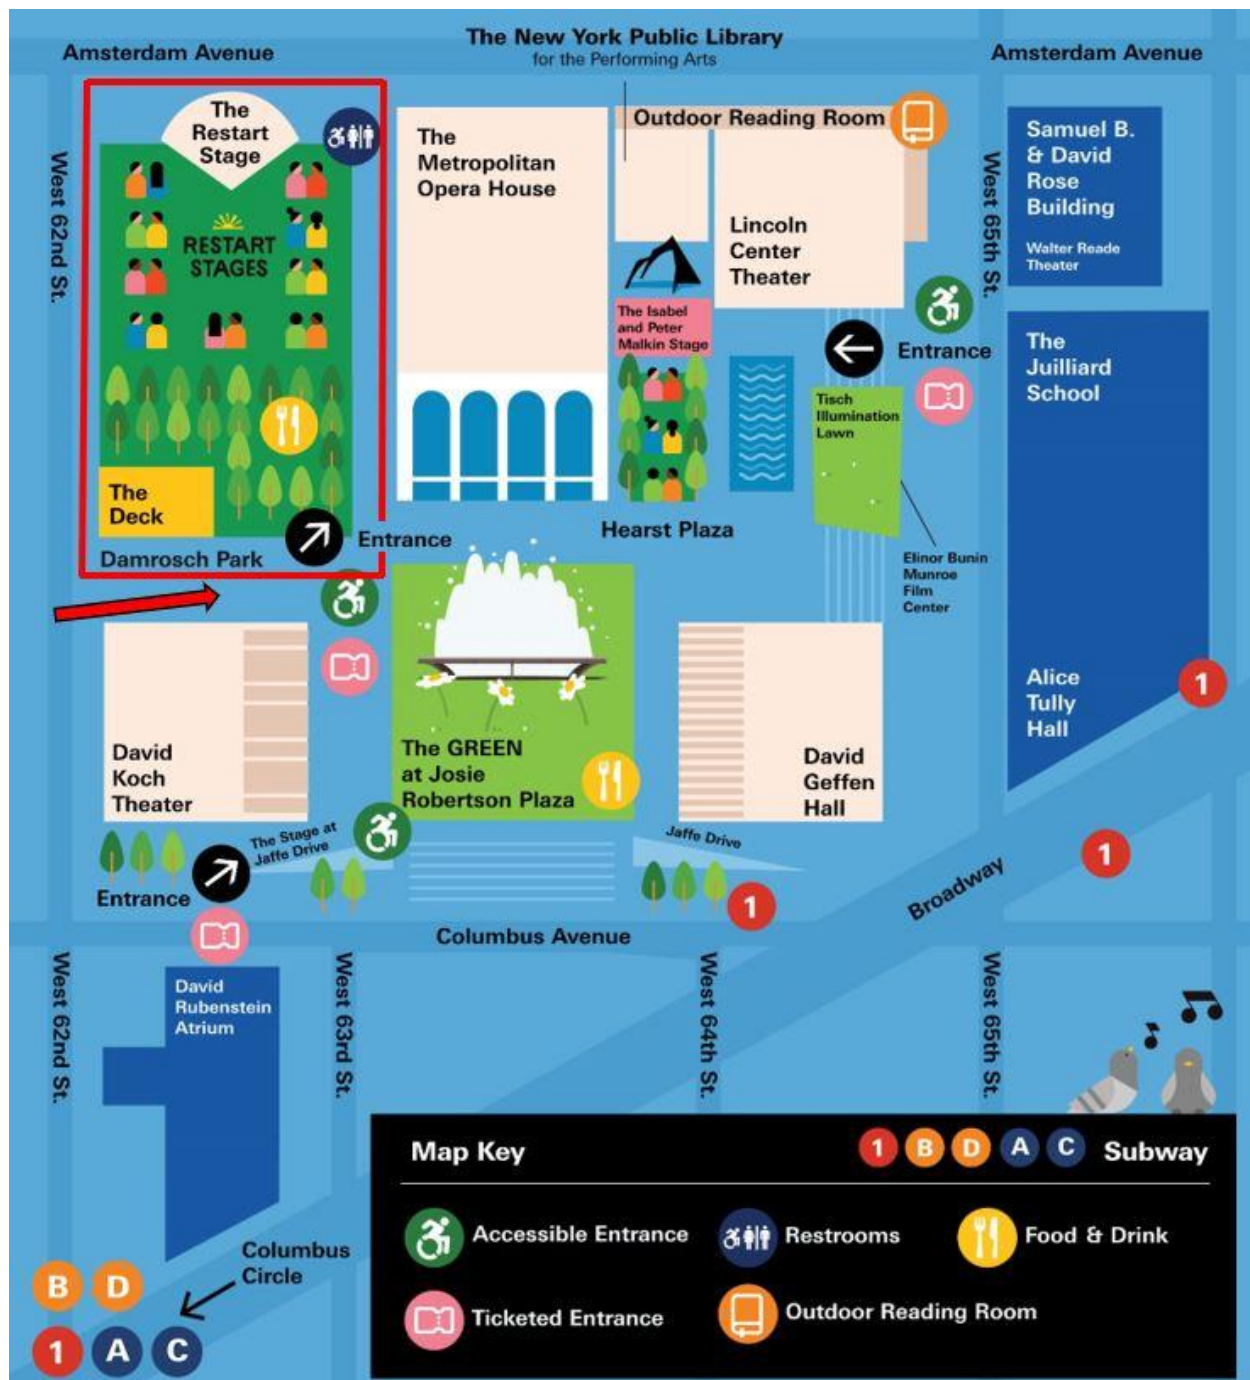 Amsterdam Avenue
The New York Public Library
for the Performing Arts
Amsterdam Avenue
The
Restart
Stage
RESTART
STAGES
The
Deck
Damrosch Park
Entrance
West 62nd St.
The
Metropolitan
Opera House
Outdoor Reading Room
Lincoln
Center
Theater
The Isabel
and Peter
Malkin Stage
Hearst Plaza
Entrance
Tisch
Illumination
Lawn
Elinor Bunin
Munroe
Film
Center
West 65th St.
Samuel B.
& David
Rose
Building
Walter Reade
Theater
The
Juilliard
School
Alice
Tully
Hall
1
David
Koch
Theater
The GREEN
at Josie
Robertson Plaza
David
Geffen
Hall
The Stage at
Jaffe Drive
Jaffe Drive
Entrance
1
1
Broadway
Columbus Avenue
West 62nd St.
David
Rubenstein
Atrium
West 63rd St.
West 64th St.
West 65th St.
Columbus
Circle
B D
1 A C
Map Key
1 B D A C Subway
Accessible Entrance
Restrooms
Food & Drink
Ticketed Entrance
Outdoor Reading Room